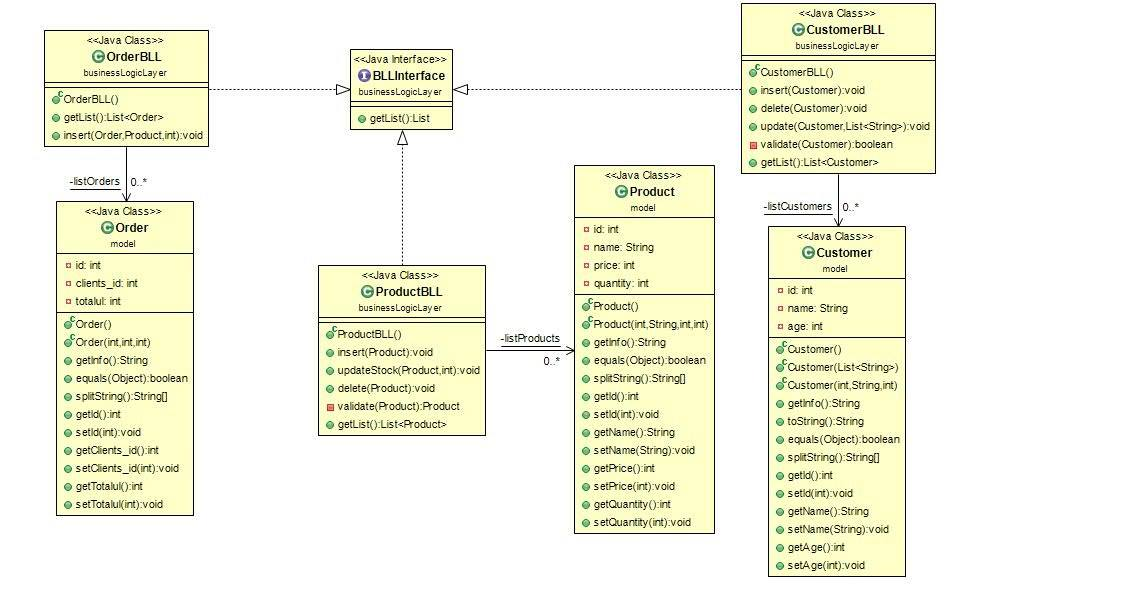 <<Java Class>>
OrderBLL
businessLogicLayer
OrderBLL()
getList():List<Order>
insert(Order,Product,int):void
-listOrders
0..*
<<Java Class>>
Order
model
id: int
clients_id: int
totalul: int
Order()
Order(int,int,int)
getInfo():String
equals(Object):boolean
splitString():String[]
getId():int
setId(int):void
getClients_id():int
setClients_id(int):void
getTotalul():int
setTotalul(int):void
<<Java Interface>>
BLLInterface
businessLogicLayer
getList():List
<<Java Class>>
ProductBLL
businessLogicLayer
ProductBLL()
insert(Product):void
updateStock(Product,int):void
delete(Product):void
validate(Product):Product
getList():List<Product>
-listProducts
0..*
<<Java Class>>
Product
model
id: int
name: String
price: int
quantity: int
Product()
Product(int,String,int,int)
getInfo():String
equals(Object):boolean
splitString():String[]
getId():int
setId(int):void
getName():String
setName(String):void
getPrice():int
setPrice(int):void
getQuantity():int
setQuantity(int):void
<<Java Class>>
CustomerBLL
businessLogicLayer
CustomerBLL()
insert(Customer):void
delete(Customer):void
update(Customer,List<String>):void
validate(Customer):boolean
getList():List<Customer>
-listCustomers
0..*
<<Java Class>>
Customer
model
id: int
name: String
age: int
Customer()
Customer(List<String>)
Customer(int,String,int)
getInfo():String
toString():String
equals(Object):boolean
splitString():String[]
getId():int
setId(int):void
getName():String
setName(String):void
getAge():int
setAge(int):void